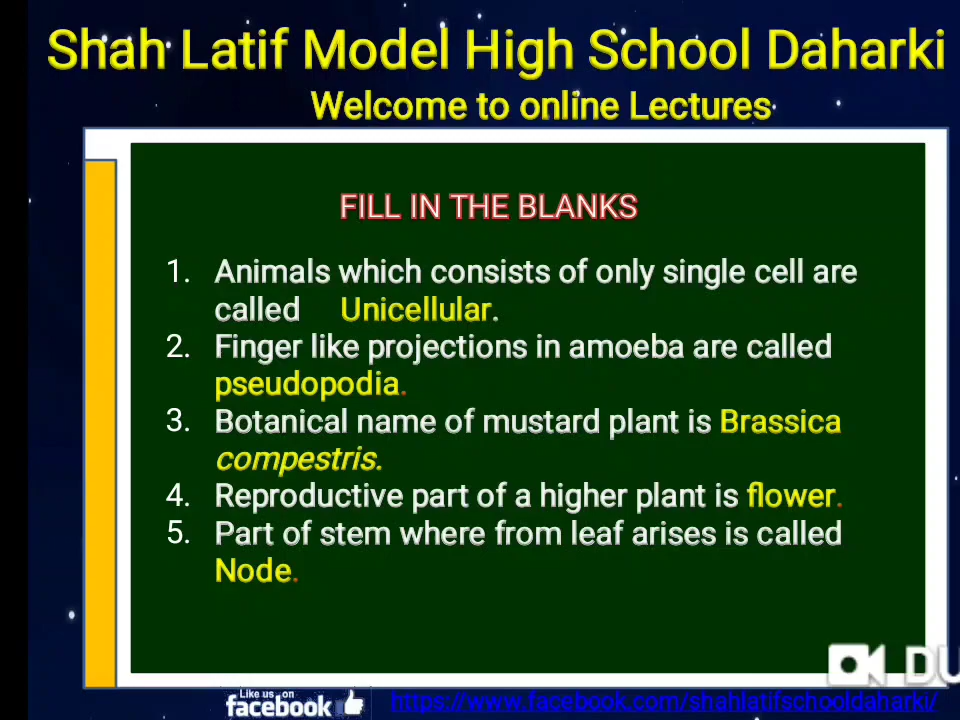 Shah Latif Model High School Daharki
Welcome to online Lectures
FILL IN THE BLANKS
1. Animals which consists of only single cell are
called Unicellular.
2. Finger like projections in amoeba are called
pseudopodia.
3. Botanical name of mustard plant is Brassica
compestris.
4. Reproductive part of a higher plant is flower.
5. Part of stem where from leaf arises is called
Node.
DU
Like us on
facebook
https://www.facebook.com/shahlatifschooldaharki/